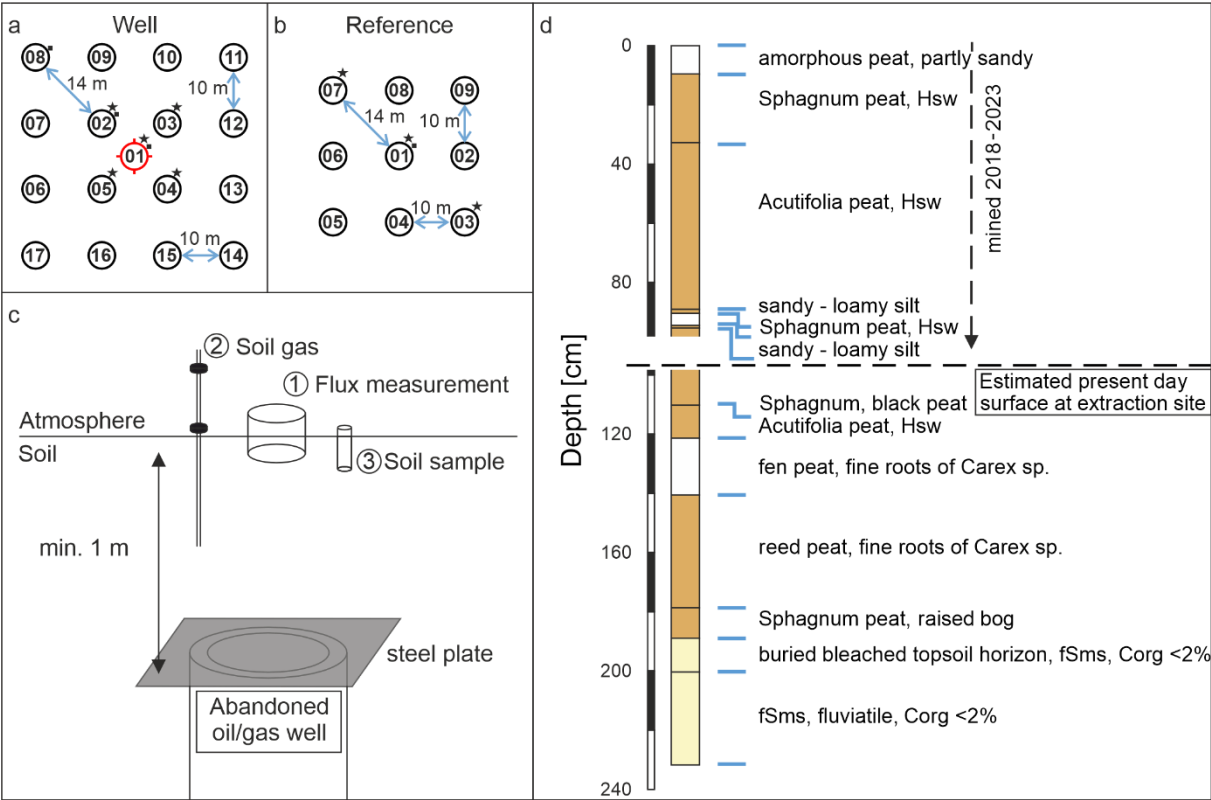 a
Well
08
09
10
11
14 m
10 m
07
02
03
12
01
06
05
04
13
10 m
17
16
15
14
b
Reference
07
08
09
14 m
10 m
06
01
02
10 m
05
04
03
c
② Soil gas
① Flux measurement
Atmosphere
Soil
③ Soil sample
min. 1 m
steel plate
Abandoned
oil/gas well
d
Depth [cm]
0
40
80
120
160
200
240
amorphous peat, partly sandy
Sphagnum peat, Hsw
Acutifolia peat, Hsw
mined 2018-2023
sandy - loamy silt
Sphagnum peat, Hsw
sandy - loamy silt
Estimated present day
surface at extraction site
Sphagnum, black peat
Acutifolia peat, Hsw
fen peat, fine roots of Carex sp.
reed peat, fine roots of Carex sp.
Sphagnum peat, raised bog
buried bleached topsoil horizon, fSms, Corg <2%
fSms, fluviatile, Corg <2%